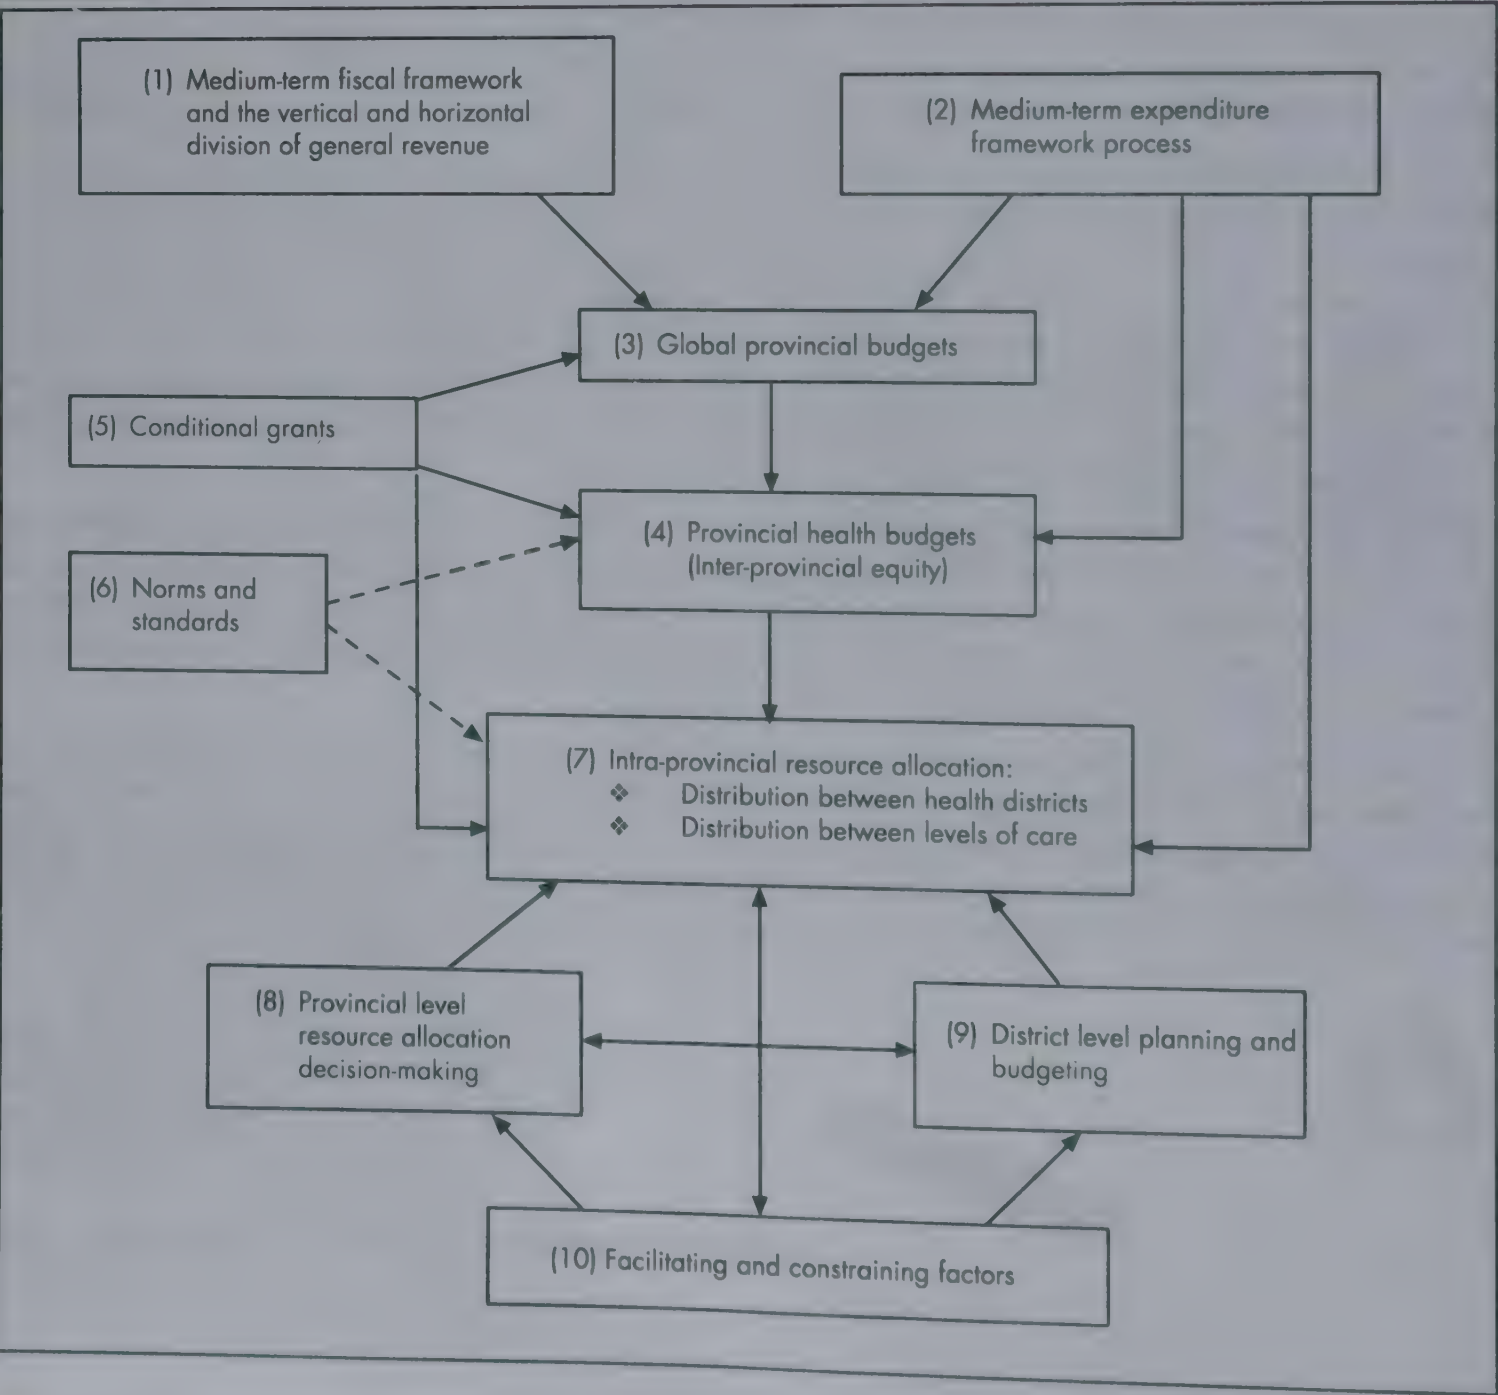 (1) Medium-term fiscal framework
and the vertical and horizontal
division of general revenue
(2) Medium-term expenditure
framework process
(3) Global provincial budgets
(5) Conditional grants
(4) Provincial health budgets
(Inter-provincial equity)
(6) Norms and
standards
(7) Intra-provincial resource allocation:
❖ Distribution between health districts
❖ Distribution between levels of care
(8) Provincial level
resource allocation
decision-making
(9) District level planning and
budgeting
(10) Facilitating and constraining factors